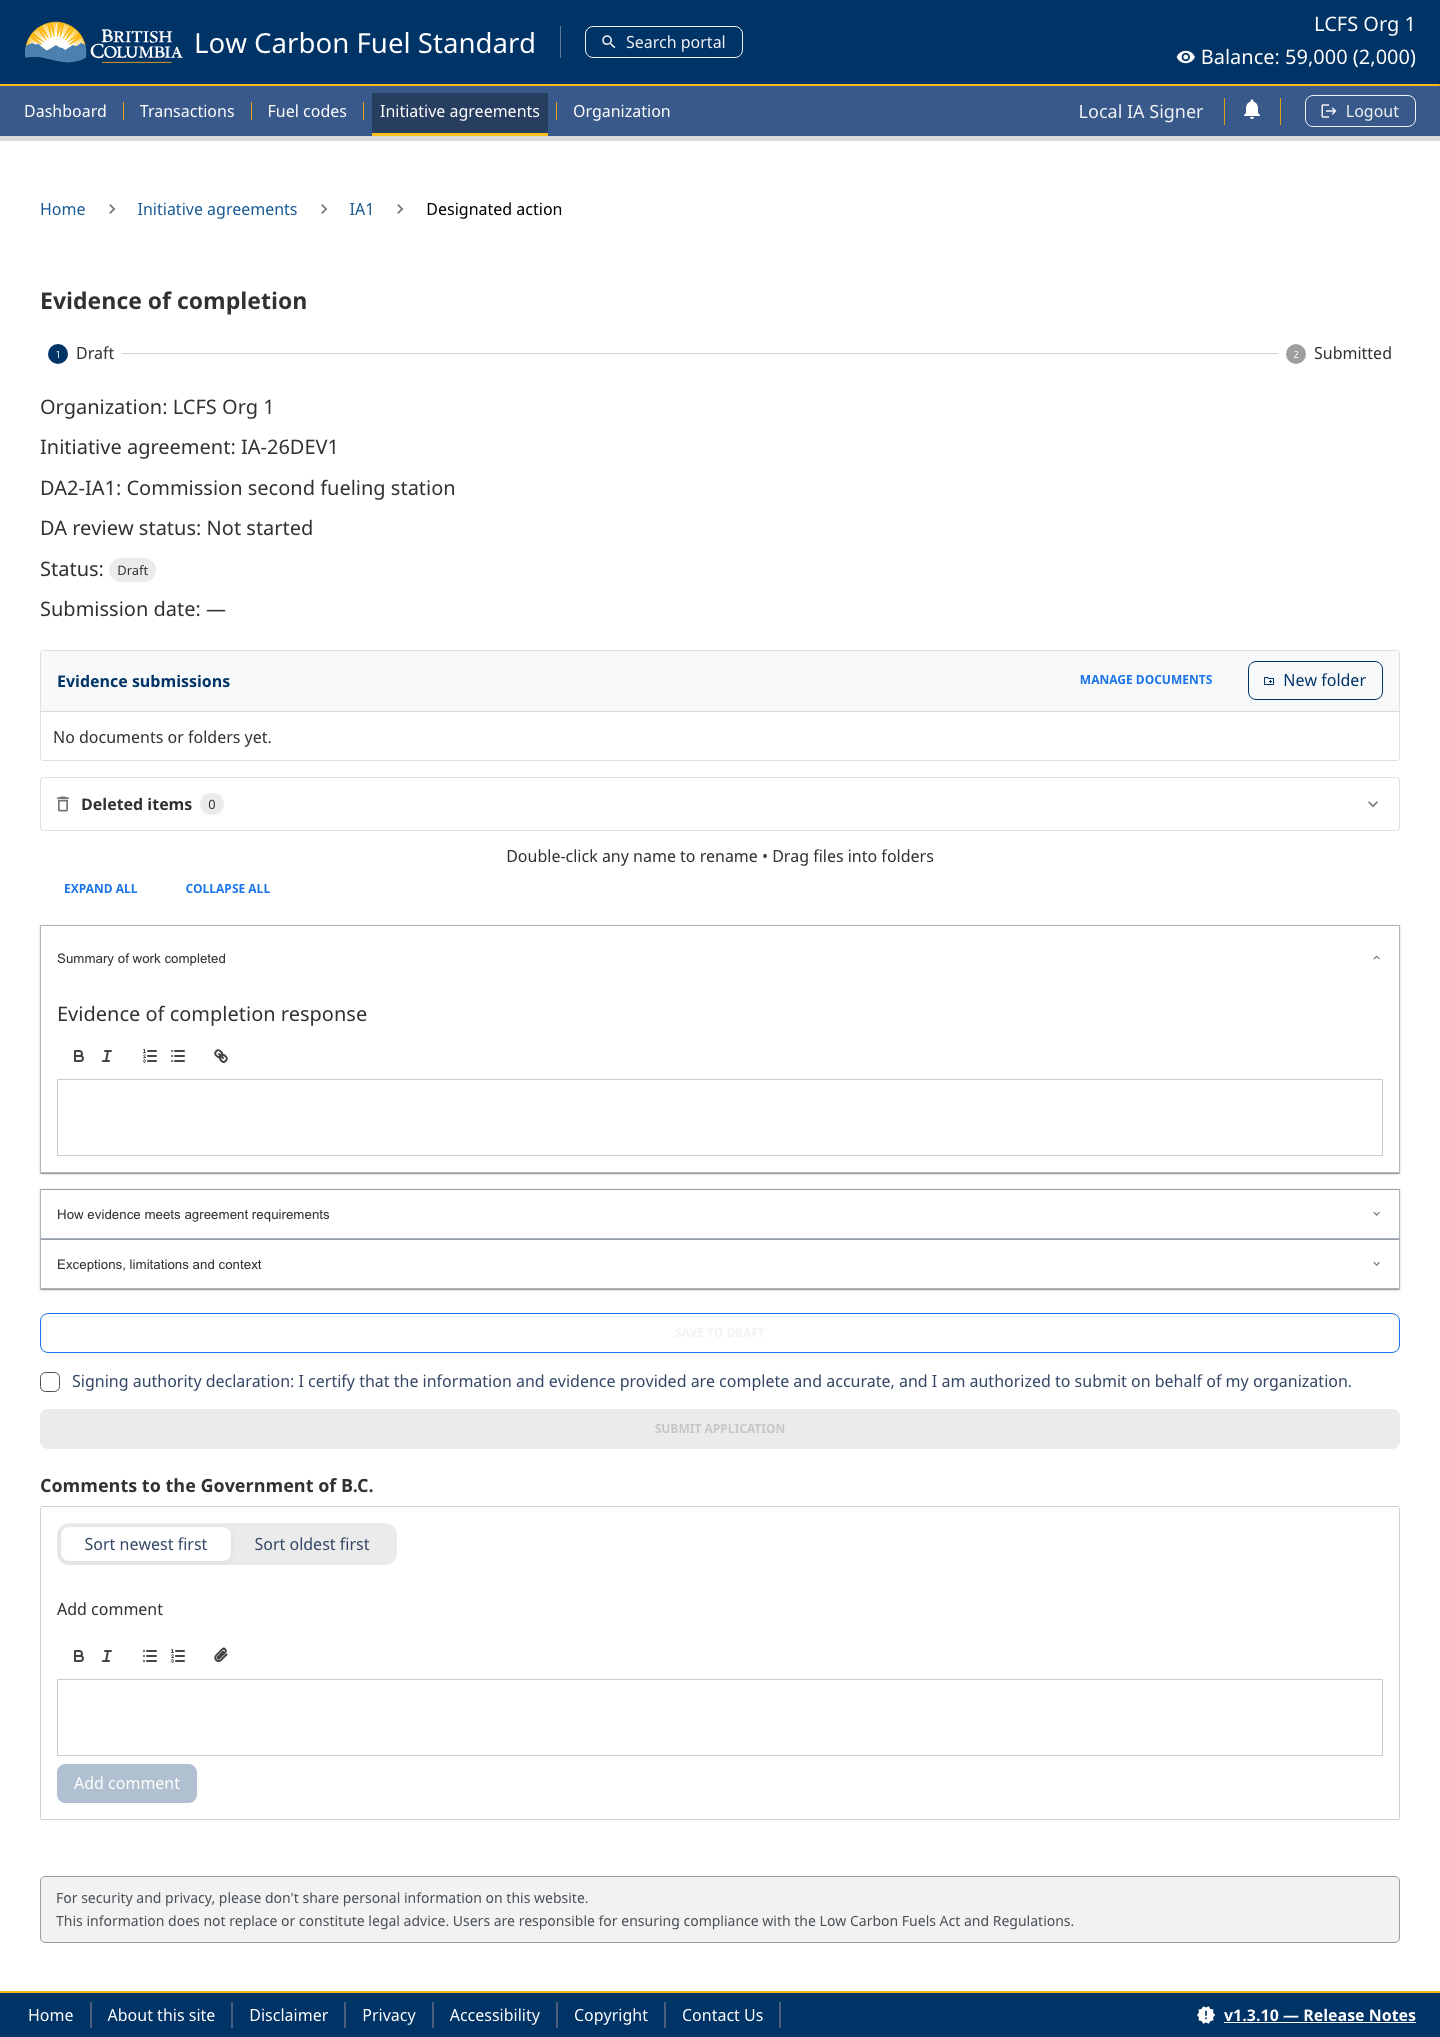 BRITISH
COLUMBIA
Low Carbon Fuel Standard
Search portal
LCFS Org 1
Balance: 59,000 (2,000)
Dashboard
Transactions
Fuel codes
Initiative agreements
Organization
Local IA Signer
Logout
Home
Initiative agreements
IA1
Designated action
Evidence of completion
1 Draft
2 Submitted
Organization: LCFS Org 1
Initiative agreement: IA-26DEV1
DA2-IA1: Commission second fueling station
DA review status: Not started
Status: Draft
Submission date: —
Evidence submissions
MANAGE DOCUMENTS
New folder
No documents or folders yet.
Deleted items 0
Double-click any name to rename • Drag files into folders
EXPAND ALL
COLLAPSE ALL
Summary of work completed
Evidence of completion response
How evidence meets agreement requirements
Exceptions, limitations and context
SAVE TO DRAFT
Signing authority declaration: I certify that the information and evidence provided are complete and accurate, and I am authorized to submit on behalf of my organization.
SUBMIT APPLICATION
Comments to the Government of B.C.
Sort newest first
Sort oldest first
Add comment
Add comment
For security and privacy, please don't share personal information on this website.
This information does not replace or constitute legal advice. Users are responsible for ensuring compliance with the Low Carbon Fuels Act and Regulations.
Home
About this site
Disclaimer
Privacy
Accessibility
Copyright
Contact Us
v1.3.10 — Release Notes